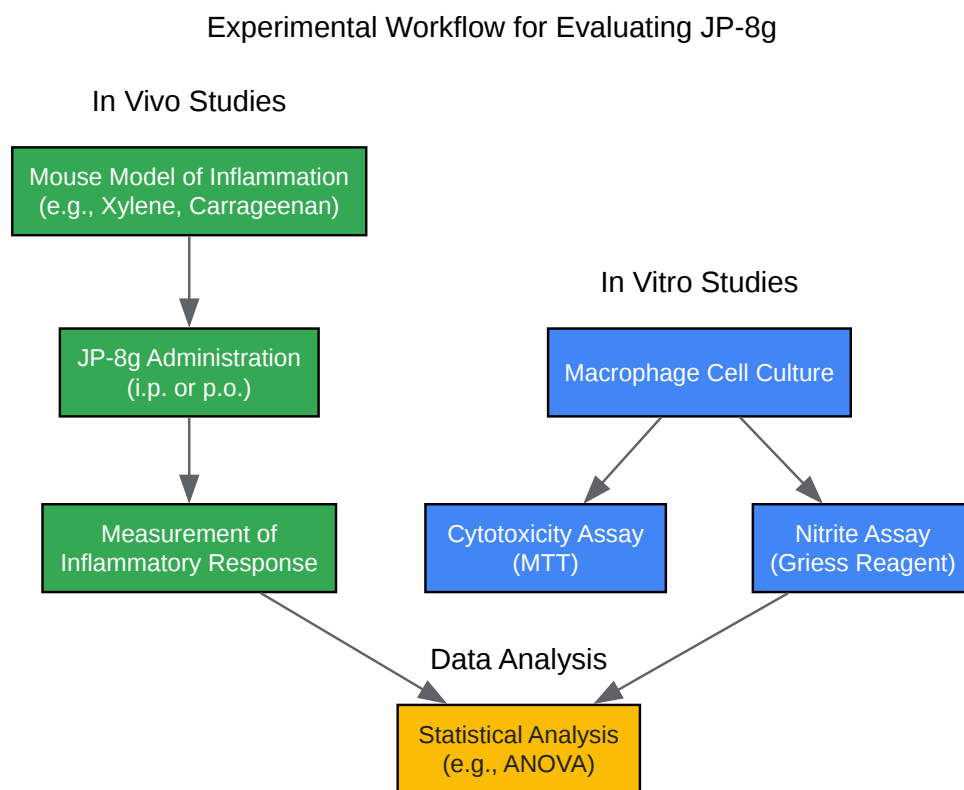 Experimental Workflow for Evaluating JP-8g
In Vivo Studies
Mouse Model of Inflammation
(e.g., Xylene, Carrageenan)
JP-8g Administration
(i.p. or p.o.)
Measurement of
Inflammatory Response
In Vitro Studies
Macrophage Cell Culture
Cytotoxicity Assay
(MTT)
Nitrite Assay
(Griess Reagent)
Data Analysis
Statistical Analysis
(e.g., ANOVA)